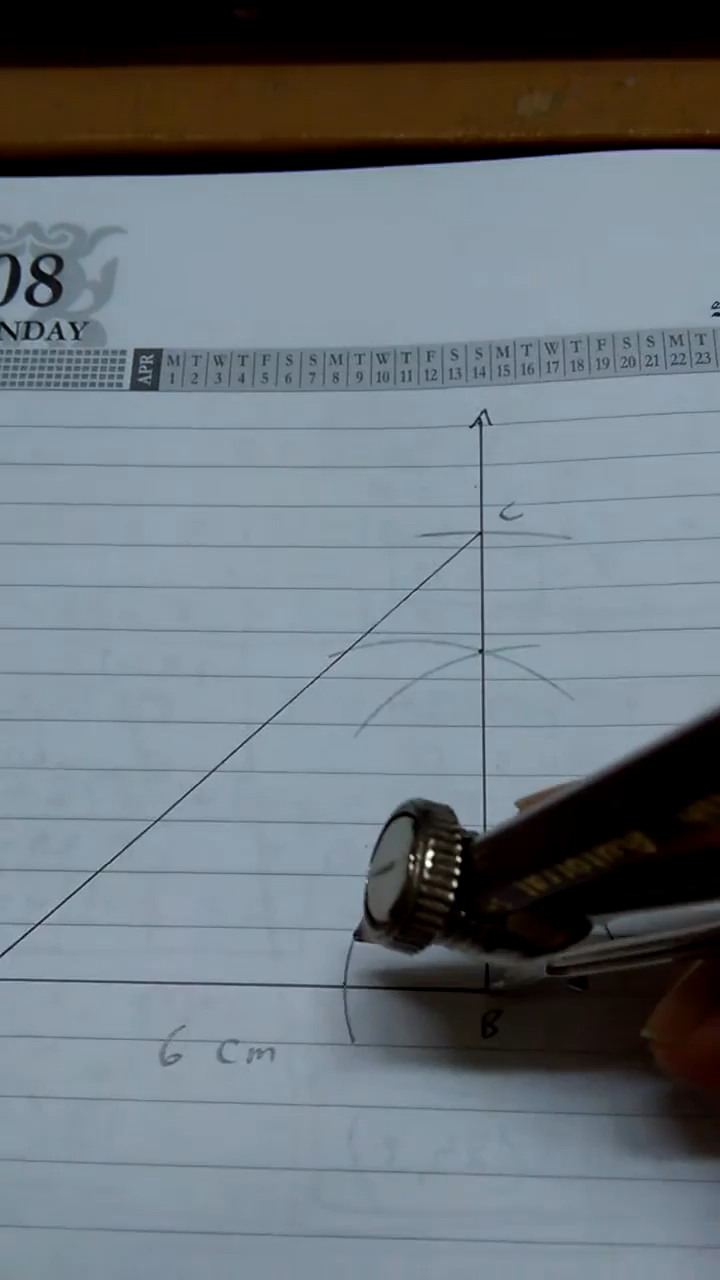 08
NDAY
APR M T W T F S S M T W T F S S M T W T F S S M T
1 2 3 4 5 6 7 8 9 10 11 12 13 14 15 16 17 18 19 20 21 22 23
C
B
6 cm